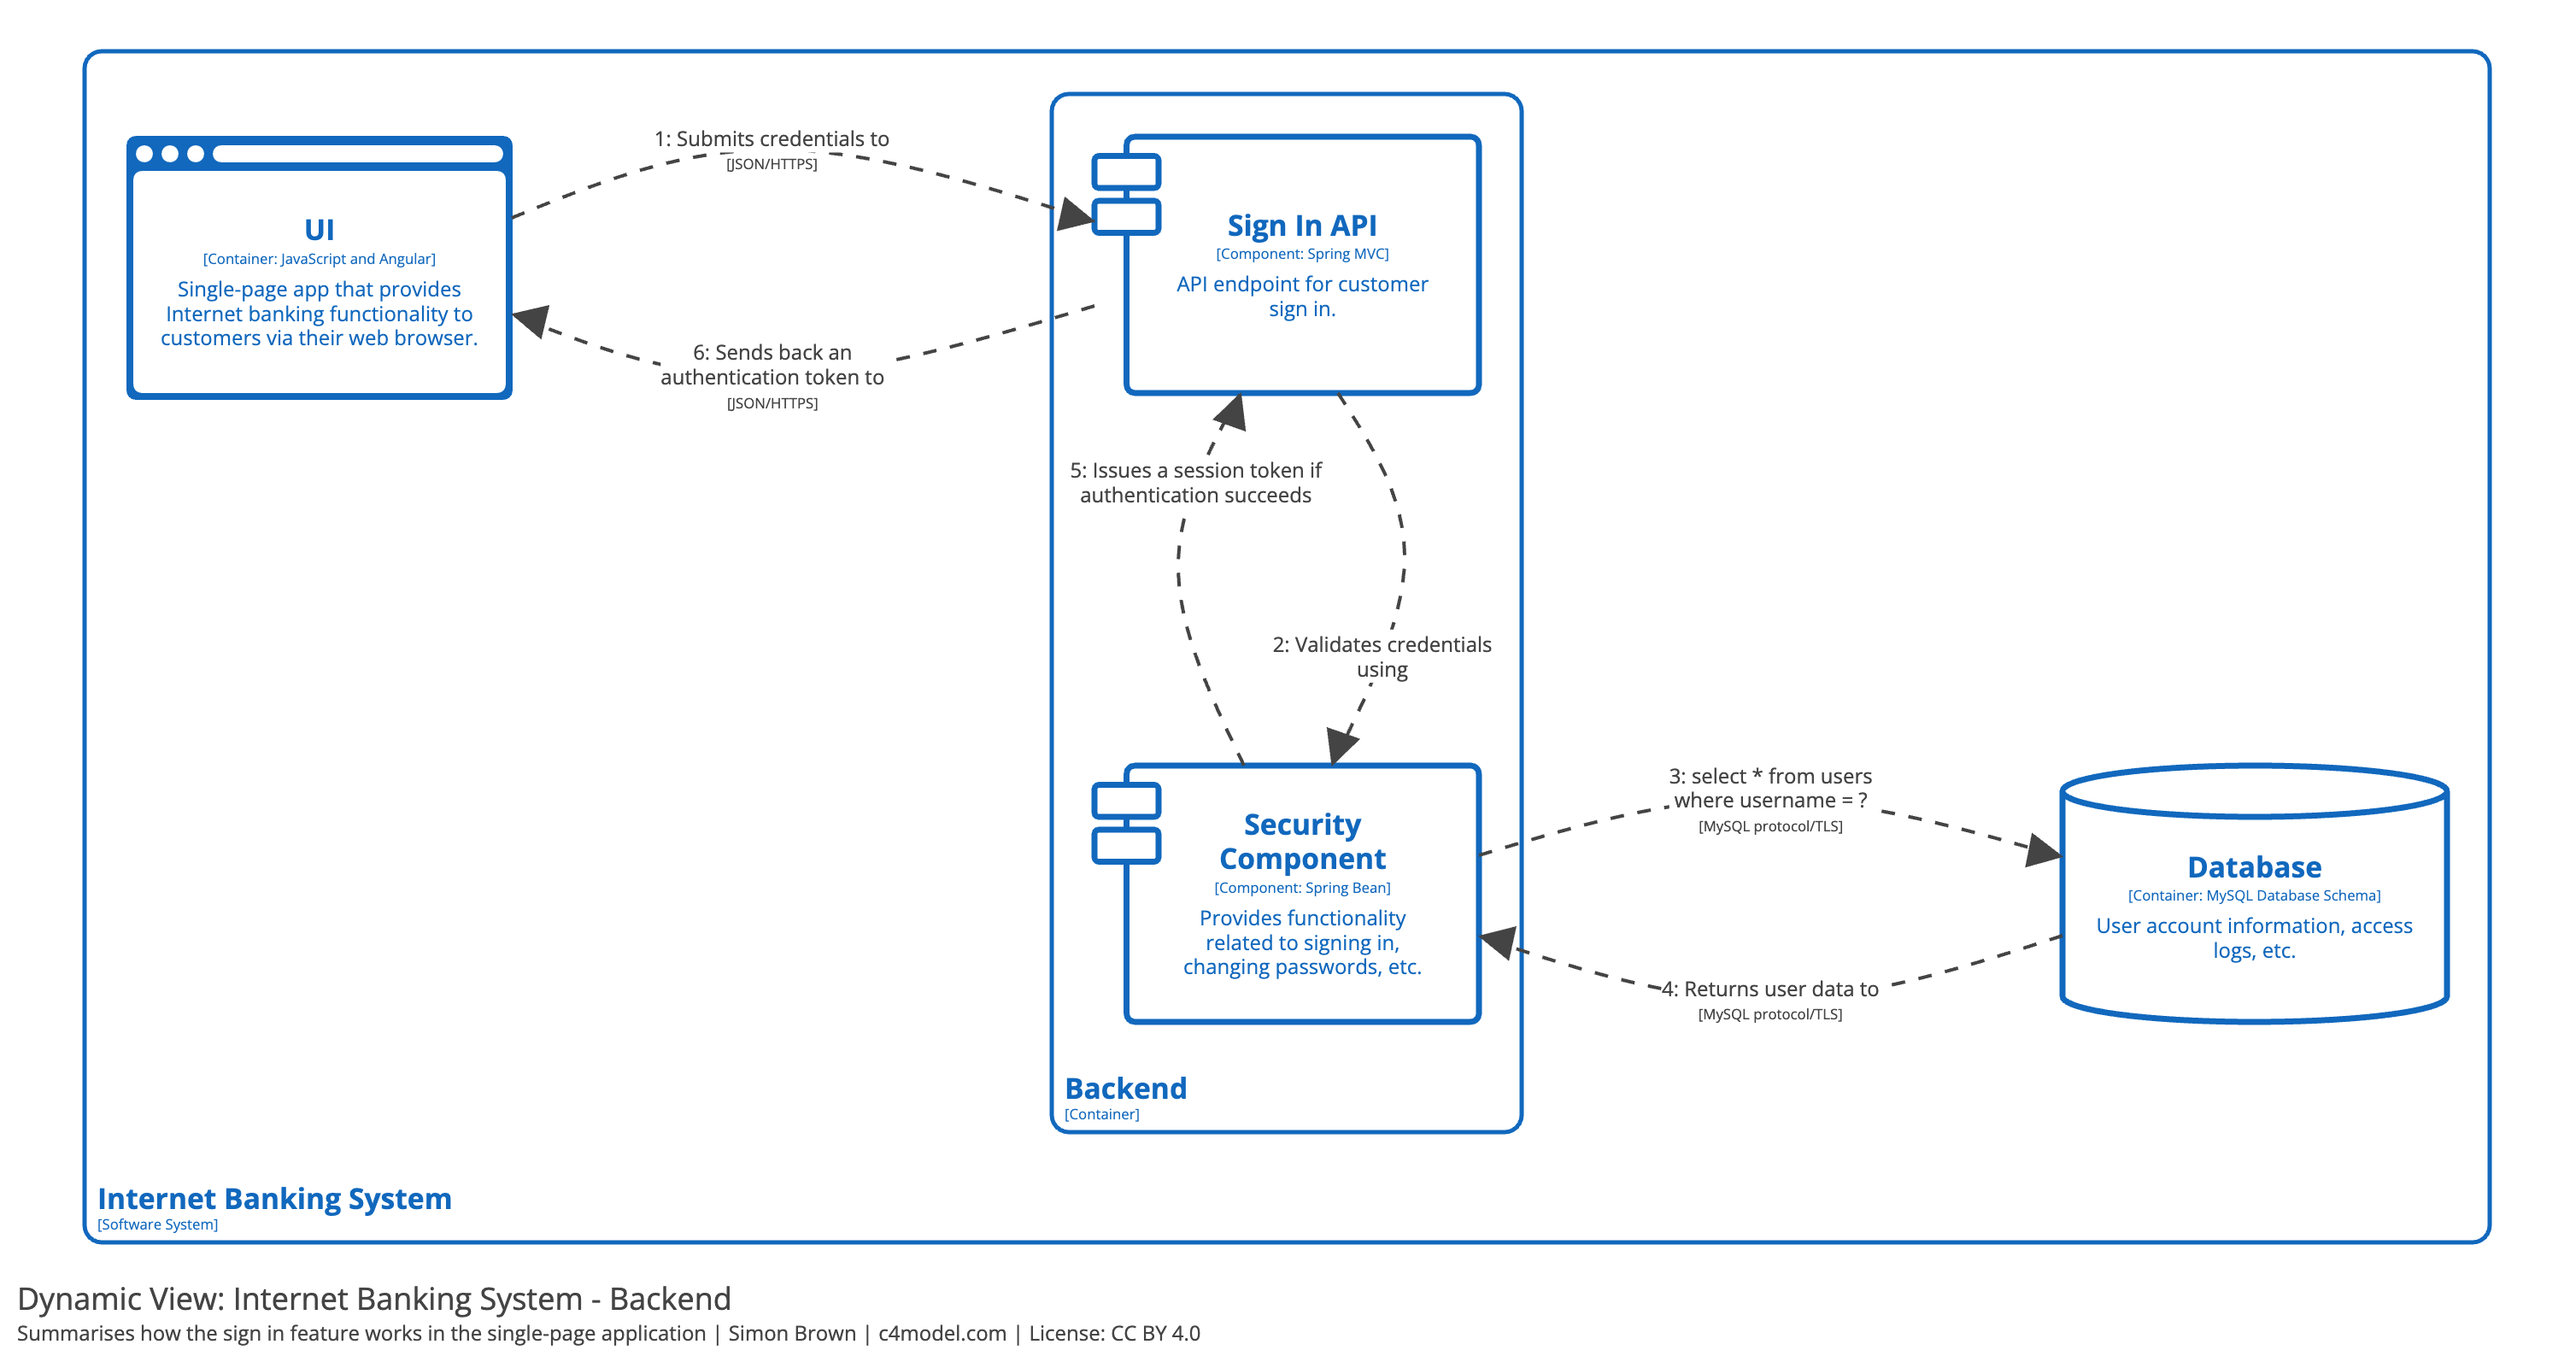 1: Submits credentials to
[JSON/HTTPS]
UI
[Container: JavaScript and Angular]
Single-page app that provides
Internet banking functionality to
customers via their web browser.
Sign In API
[Component: Spring MVC]
API endpoint for customer
sign in.
6: Sends back an
authentication token to
[JSON/HTTPS]
5: Issues a session token if
authentication succeeds
2: Validates credentials
using
3: select * from users
where username = ?
[MySQL protocol/TLS]
Security
Component
[Component: Spring Bean]
Provides functionality
related to signing in,
changing passwords, etc.
Database
[Container: MySQL Database Schema]
User account information, access
logs, etc.
4: Returns user data to
[MySQL protocol/TLS]
Backend
[Container]
Internet Banking System
[Software System]
Dynamic View: Internet Banking System - Backend
Summarises how the sign in feature works in the single-page application | Simon Brown | c4model.com | License: CC BY 4.0